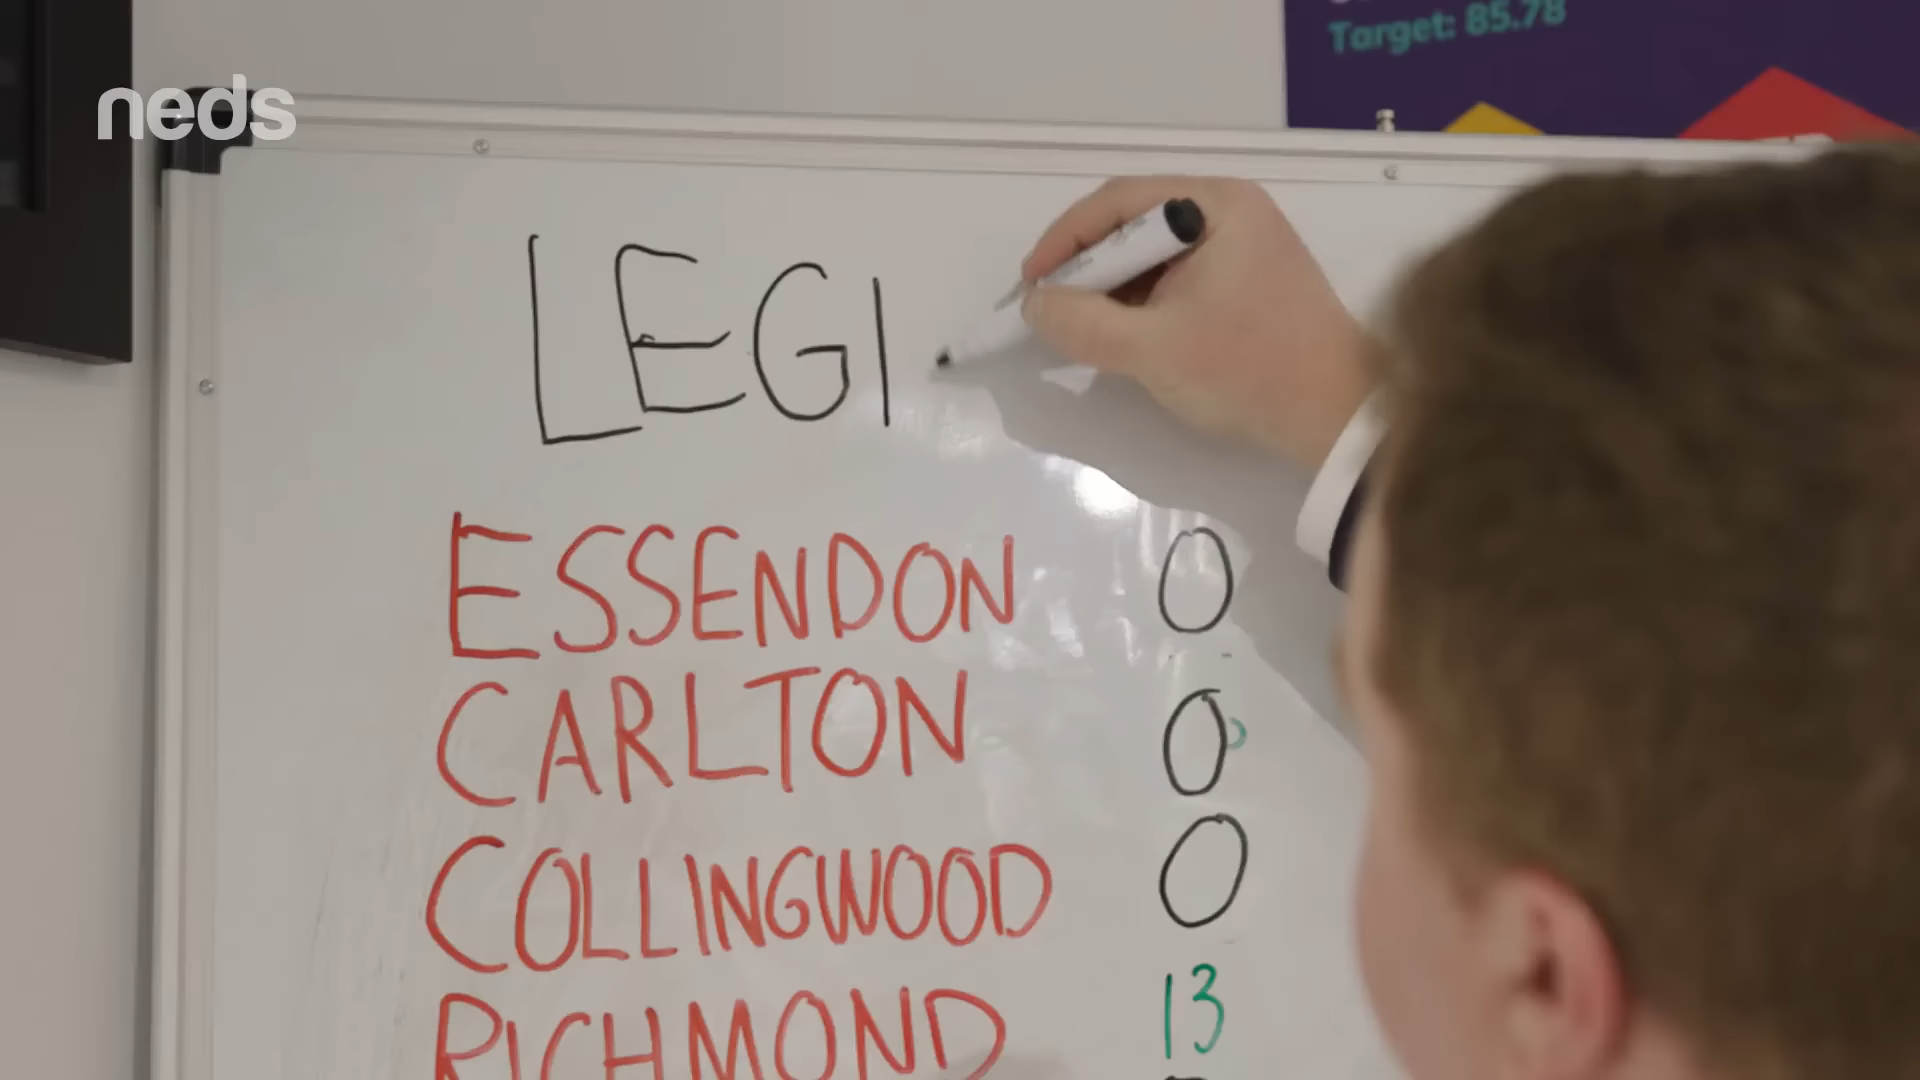 Target: 85.78
neds
LEGI
ESSENDON 0
CARLTON 0
COLLINGWOOD 0
RICHMOND 13